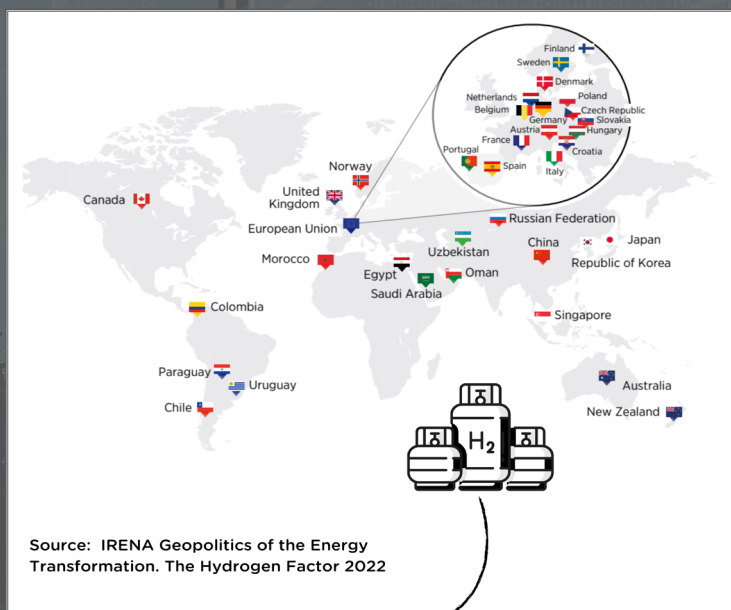 Finland
Sweden
Denmark
Netherlands
Poland
Belgium
Czech Republic
Germany
Slovakia
Austria
Hungary
France
Croatia
Portugal
Spain
Italy
Norway
Canada
United
Kingdom
European Union
Russian Federation
Uzbekistan
China
Japan
Republic of Korea
Morocco
Egypt
Oman
Saudi Arabia
Colombia
Singapore
Paraguay
Uruguay
Australia
Chile
New Zealand
H2
Source: IRENA Geopolitics of the Energy
Transformation. The Hydrogen Factor 2022